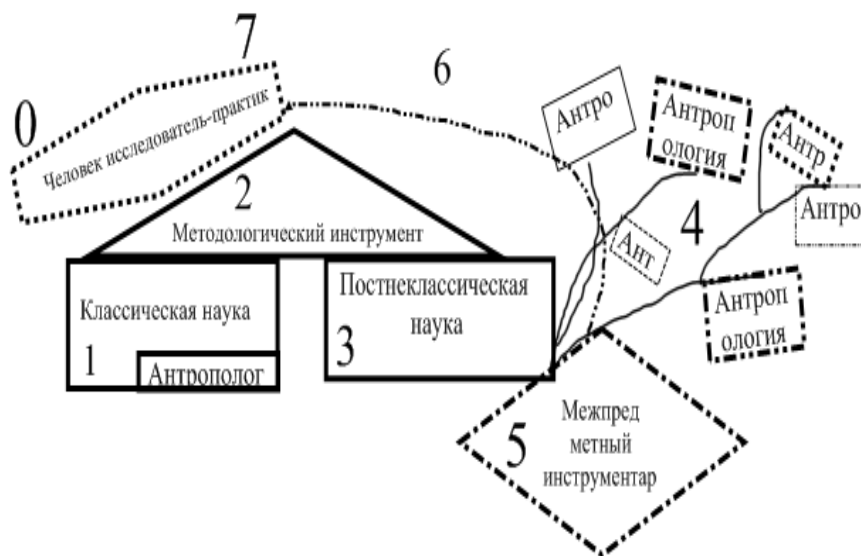 7
6
0
Человек исследователь-практик
Антро
Антроп
ология
Антр
2
Методологический инструмент
4
Антро
Ант
Классическая наука
Постнеклассическая
наука
Антроп
ология
1
Антрополог
3
5
Межпред
метный
инструментар